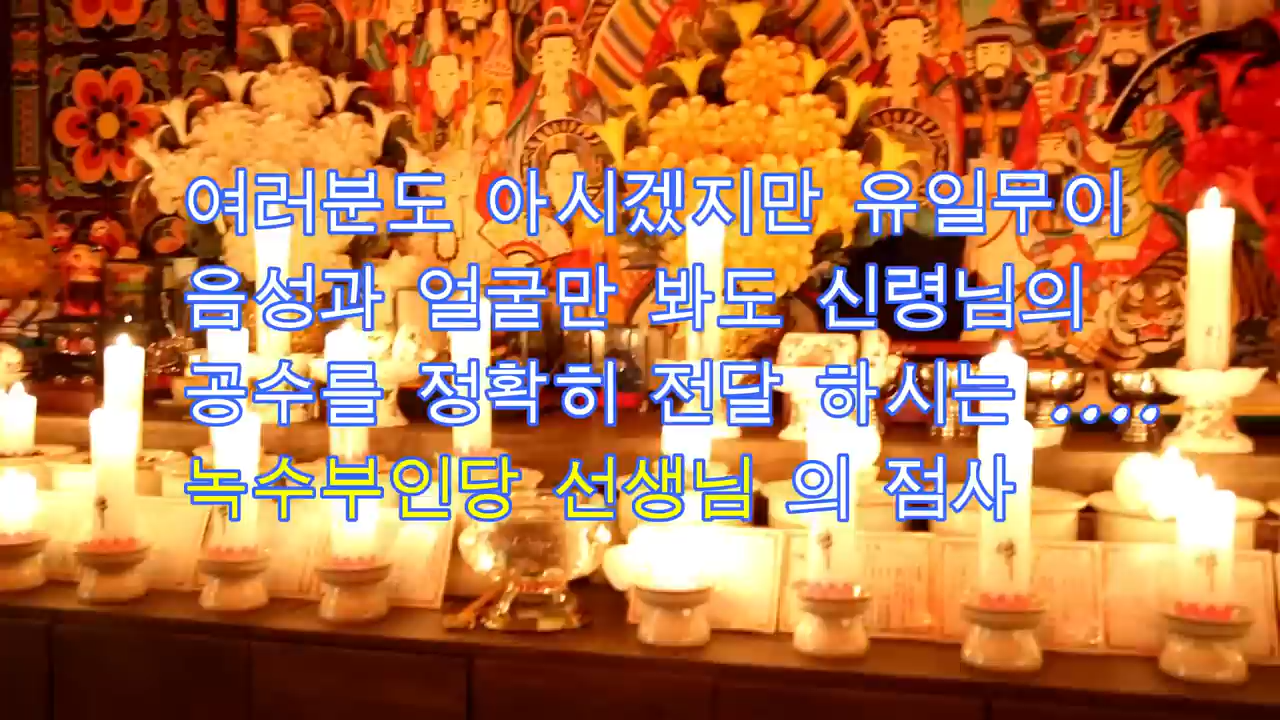 여러분도 아시겠지만 유일무이
음성과 얼굴만 봐도 신령님의
공수를 정확히 전달 하시는 ....
녹수부인당 선생님 의 점사